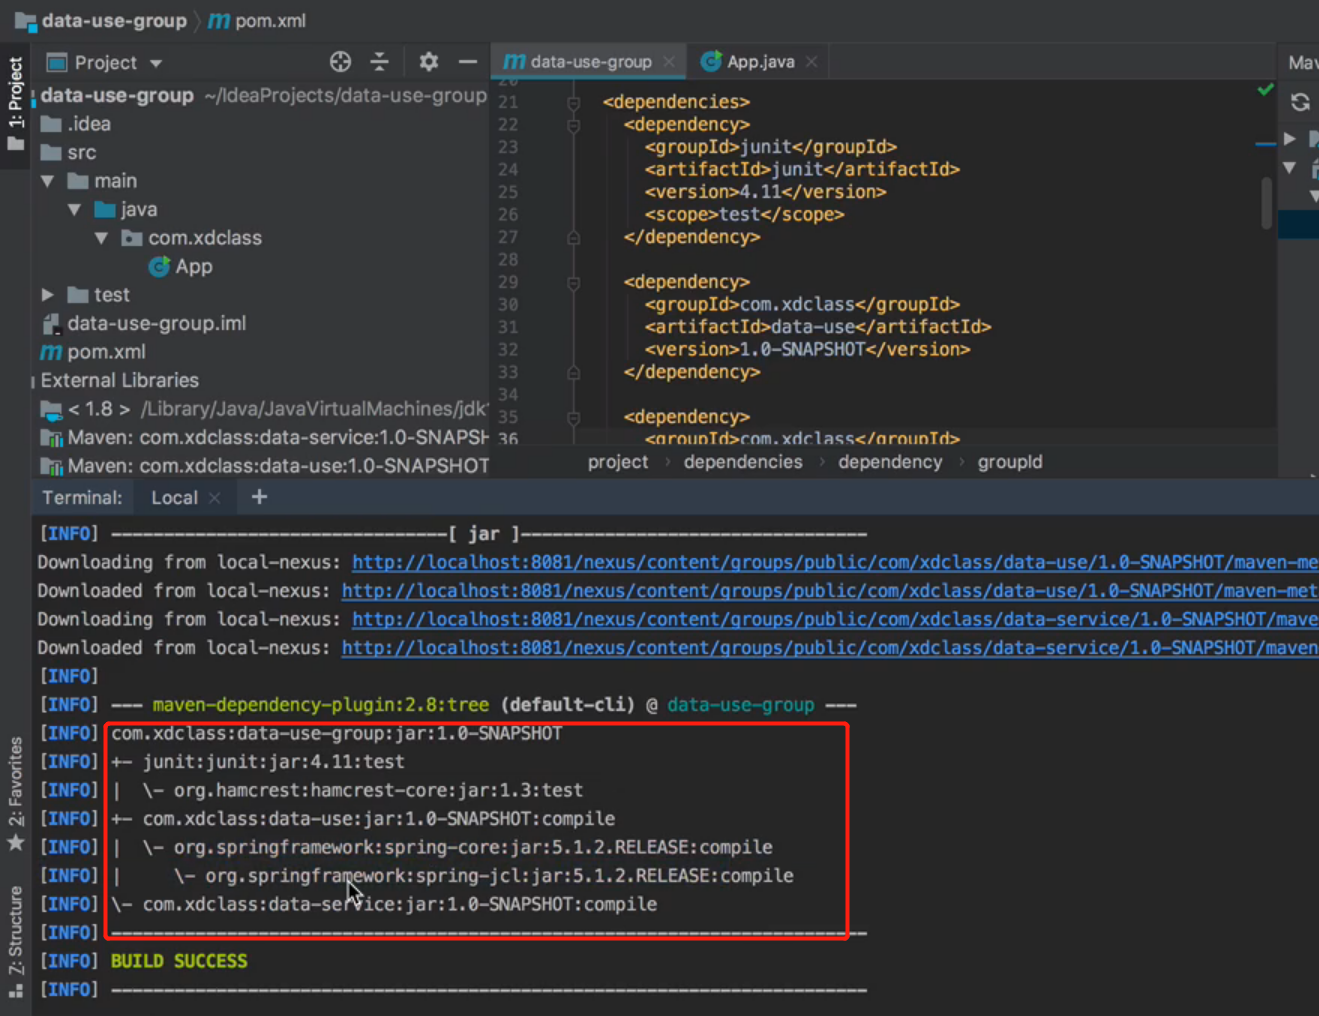 data-use-group pom.xml
1: Project
Project
data-use-group ~/IdeaProjects/data-use-group
.idea
src
main
java
com.xdclass
App
test
data-use-group.iml
pom.xml
External Libraries
< 1.8 > /Library/Java/JavaVirtualMachines/jdk
Maven: com.xdclass:data-service:1.0-SNAPSH
Maven: com.xdclass:data-use:1.0-SNAPSHOT
data-use-group App.java
Mav
20
21 <dependencies>
22 <dependency>
23 <groupId>junit</groupId>
24 <artifactId>junit</artifactId>
25 <version>4.11</version>
26 <scope>test</scope>
27 </dependency>
28
29 <dependency>
30 <groupId>com.xdclass</groupId>
31 <artifactId>data-use</artifactId>
32 <version>1.0-SNAPSHOT</version>
33 </dependency>
34
35 <dependency>
36 <groupId>com.xdclass</groupId>
project › dependencies › dependency › groupId
Terminal: Local +
[INFO] --------------------------------[ jar ]---------------------------------
Downloading from local-nexus: http://localhost:8081/nexus/content/groups/public/com/xdclass/data-use/1.0-SNAPSHOT/maven-me
Downloaded from local-nexus: http://localhost:8081/nexus/content/groups/public/com/xdclass/data-use/1.0-SNAPSHOT/maven-met
Downloading from local-nexus: http://localhost:8081/nexus/content/groups/public/com/xdclass/data-service/1.0-SNAPSHOT/mave
Downloaded from local-nexus: http://localhost:8081/nexus/content/groups/public/com/xdclass/data-service/1.0-SNAPSHOT/maven
[INFO]
[INFO] --- maven-dependency-plugin:2.8:tree (default-cli) @ data-use-group ---
[INFO] com.xdclass:data-use-group:jar:1.0-SNAPSHOT
[INFO] +- junit:junit:jar:4.11:test
[INFO] |  \- org.hamcrest:hamcrest-core:jar:1.3:test
[INFO] +- com.xdclass:data-use:jar:1.0-SNAPSHOT:compile
[INFO] |  \- org.springframework:spring-core:jar:5.1.2.RELEASE:compile
[INFO] |     \- org.springframework:spring-jcl:jar:5.1.2.RELEASE:compile
[INFO] \- com.xdclass:data-service:jar:1.0-SNAPSHOT:compile
[INFO] ------------------------------------------------------------------------
[INFO] BUILD SUCCESS
[INFO] ------------------------------------------------------------------------
2: Favorites
Z: Structure